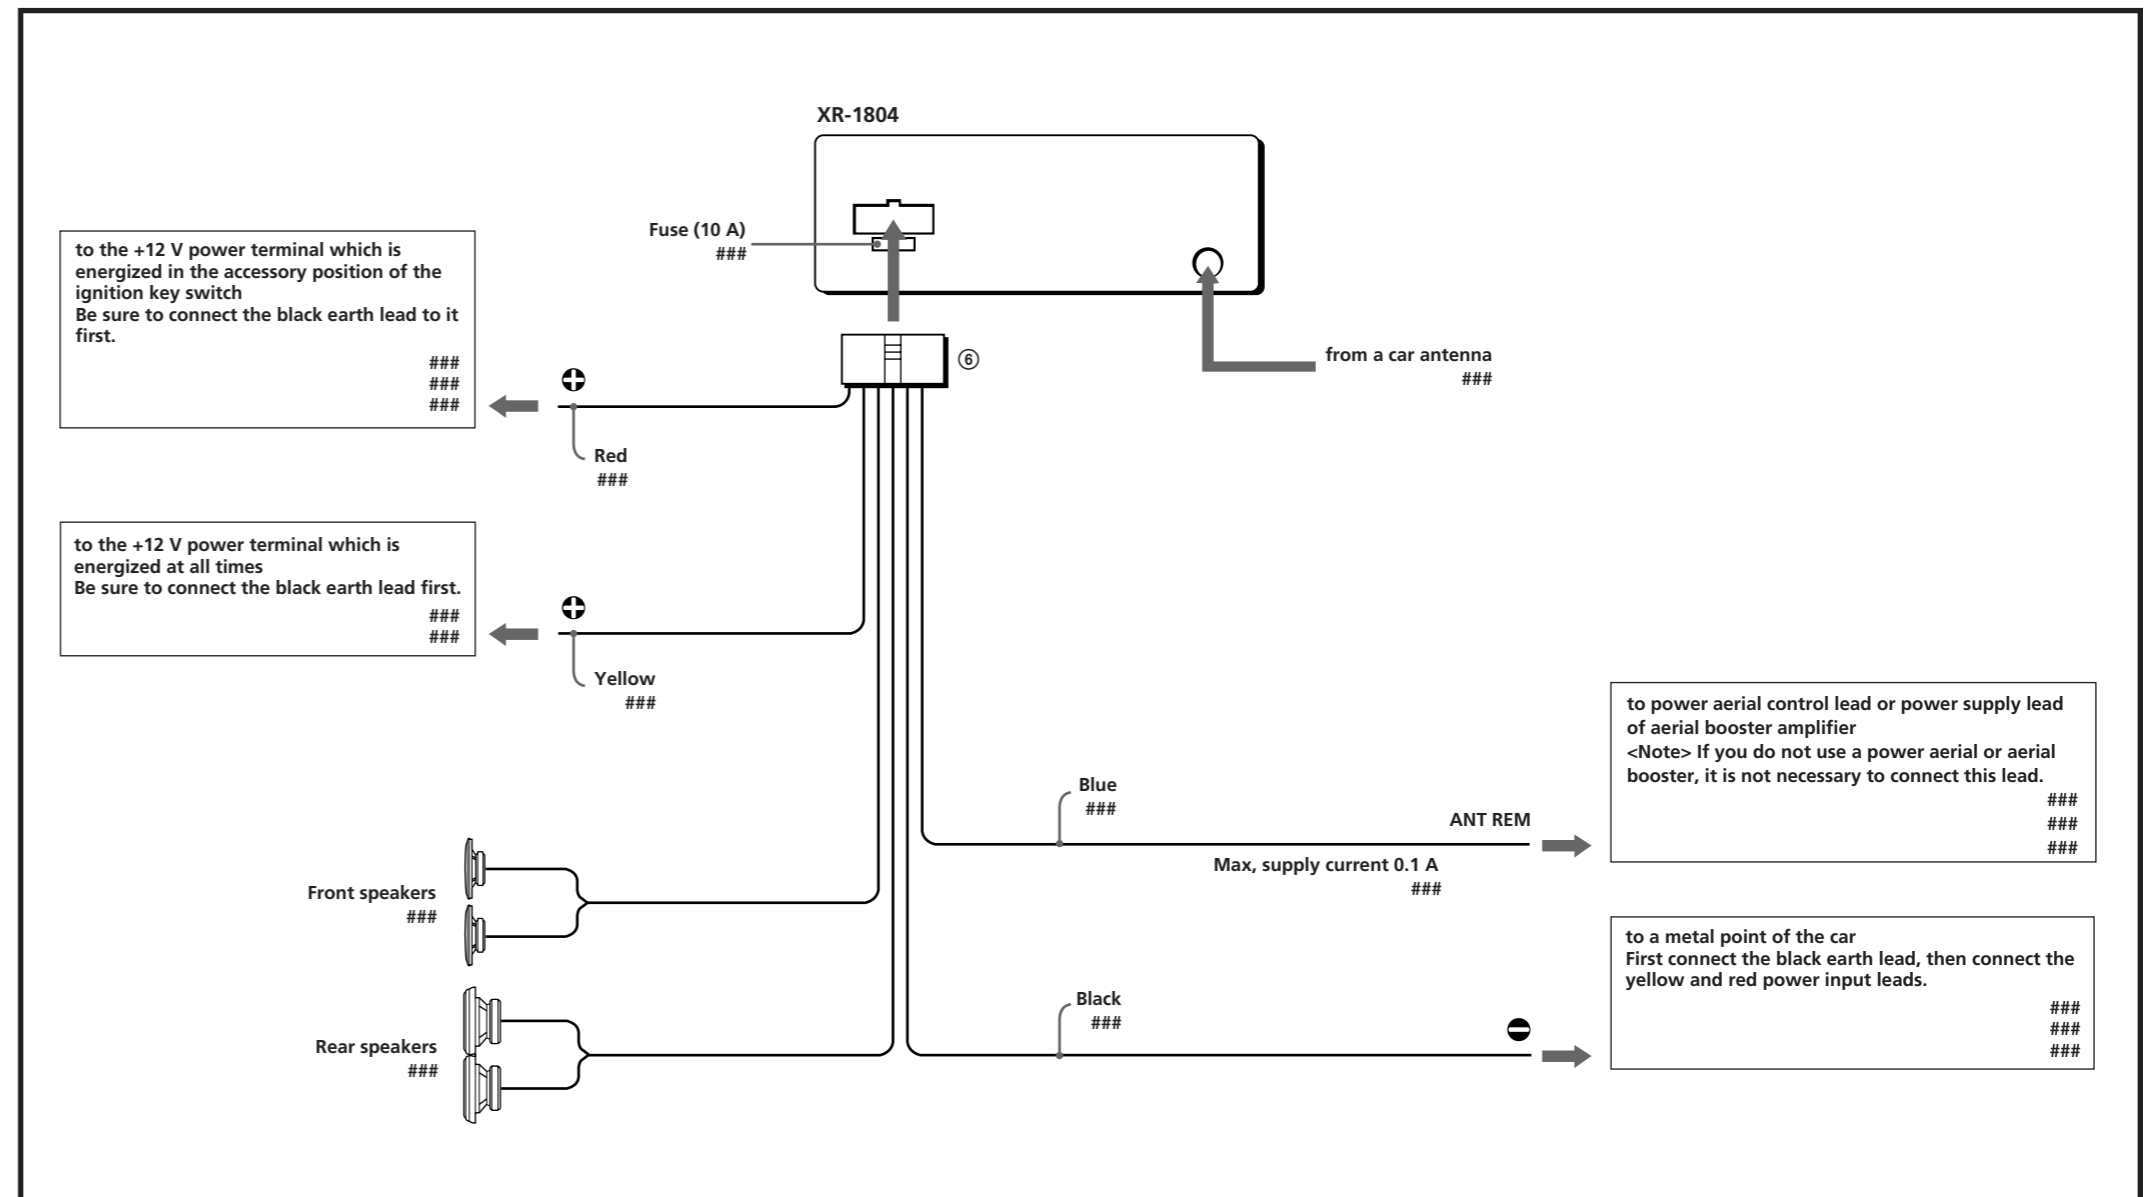 XR-1804
Fuse (10 A)
###
to the +12 V power terminal which is
energized in the accessory position of the
ignition key switch
Be sure to connect the black earth lead to it
first.
###
###
###
⑥
from a car antenna
###
Red
###
to the +12 V power terminal which is
energized at all times
Be sure to connect the black earth lead first.
###
###
Yellow
###
to power aerial control lead or power supply lead
of aerial booster amplifier
<Note> If you do not use a power aerial or aerial
booster, it is not necessary to connect this lead.
###
###
###
Blue
###
ANT REM
Max, supply current 0.1 A
###
Front speakers
###
to a metal point of the car
First connect the black earth lead, then connect the
yellow and red power input leads.
###
###
###
Black
###
Rear speakers
###